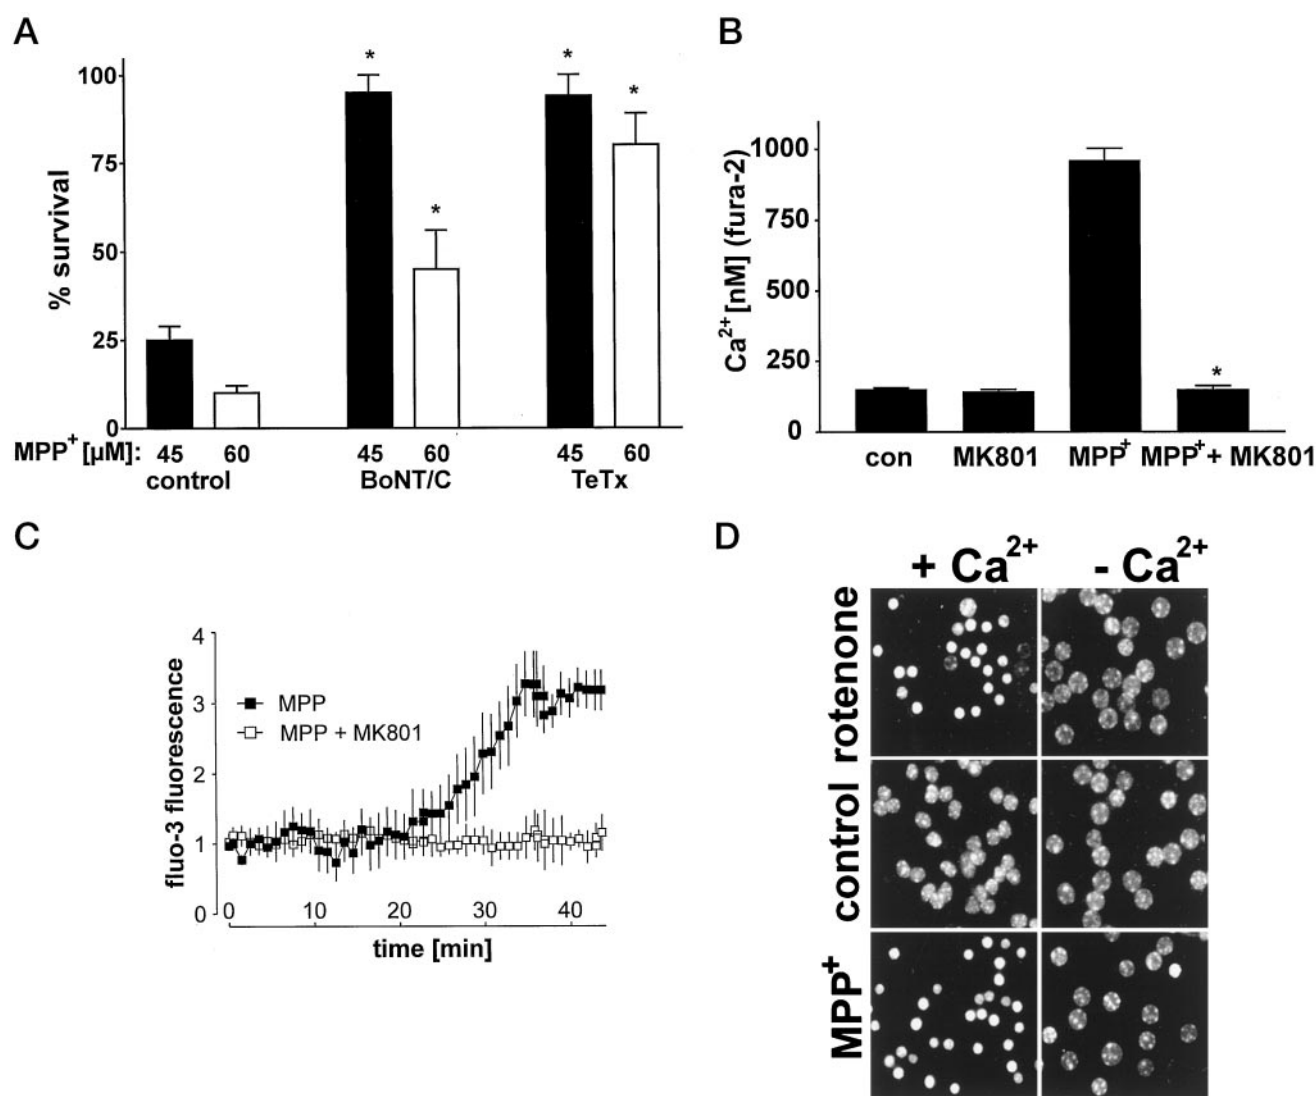 A
100
75
50
25
0
% survival
* * * *
MPP⁺ [µM]: 45 60 45 60 45 60
control BoNT/C TeTx
B
1000
750
500
250
0
Ca²⁺ [nM] (fura-2)
*
con MK801 MPP⁺ MPP⁺ + MK801
C
4
3
2
1
0
fluo-3 fluorescence
MPP
MPP + MK801
0 10 20 30 40
time [min]
D
+ Ca²⁺ - Ca²⁺
rotenone
control
MPP⁺